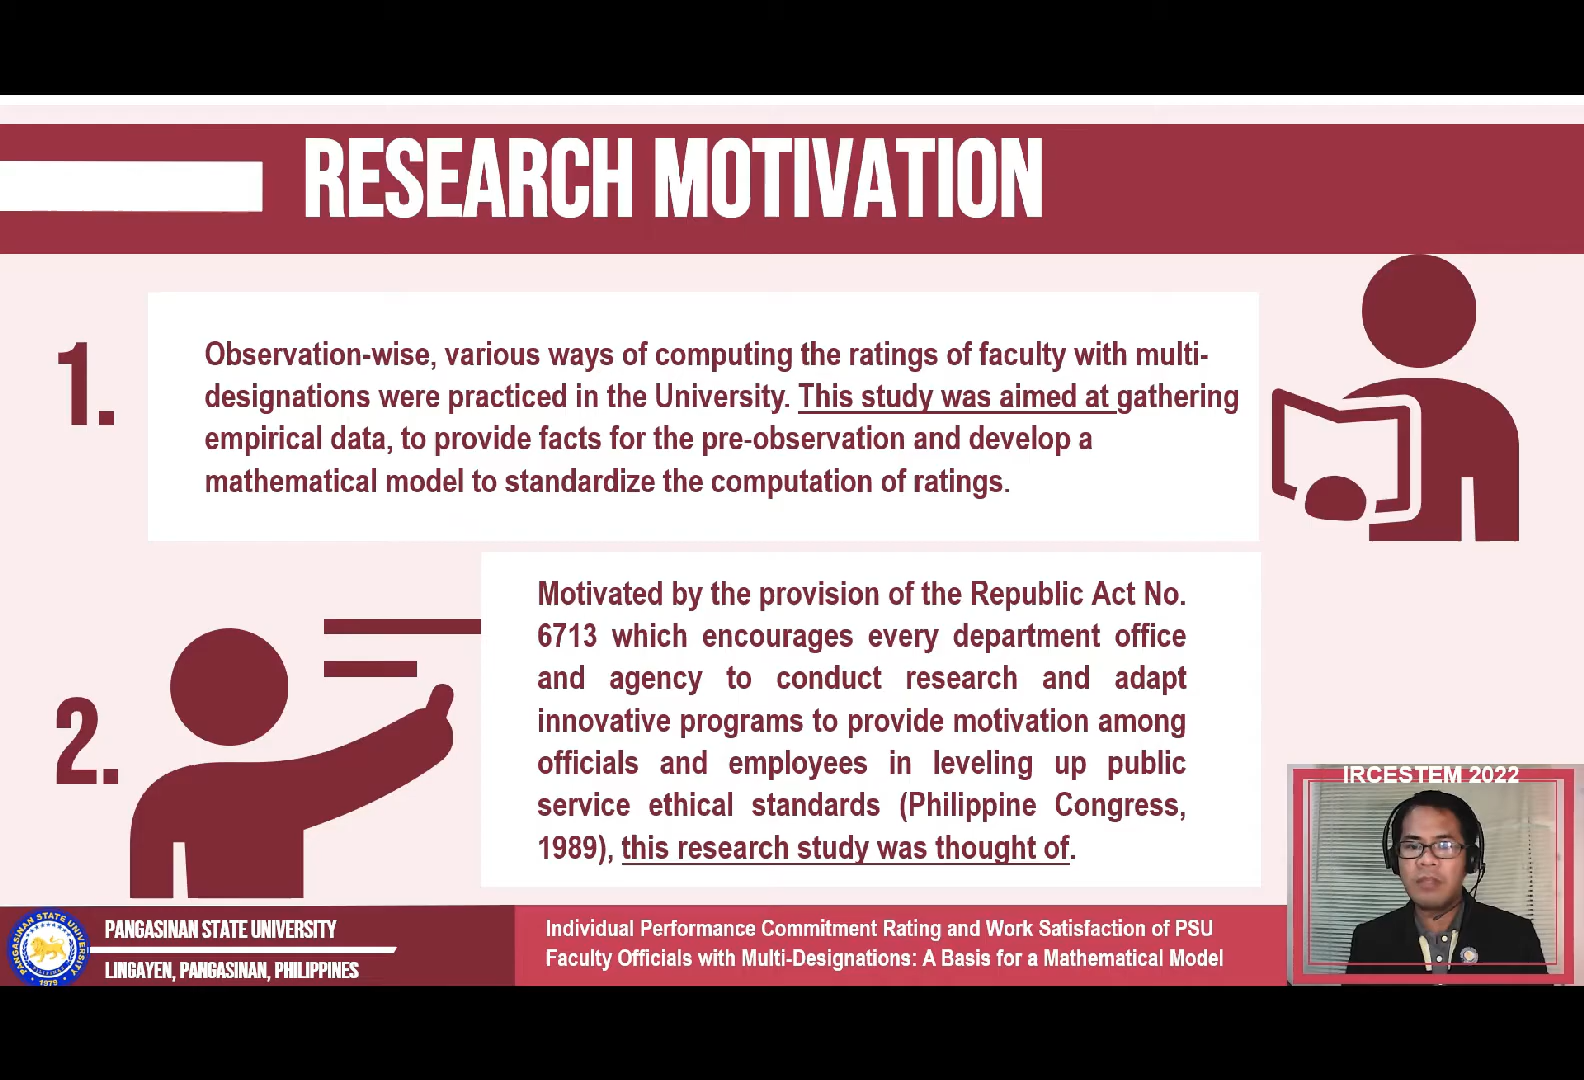 RESEARCH MOTIVATION
1.
Observation-wise, various ways of computing the ratings of faculty with multi-
designations were practiced in the University. This study was aimed at gathering
empirical data, to provide facts for the pre-observation and develop a
mathematical model to standardize the computation of ratings.
2.
Motivated by the provision of the Republic Act No.
6713 which encourages every department office
and agency to conduct research and adapt
innovative programs to provide motivation among
officials and employees in leveling up public
service ethical standards (Philippine Congress,
1989), this research study was thought of.
IRCESTEM 2022
PANGASINAN STATE UNIVERSITY
1979
PANGASINAN STATE UNIVERSITY
LINGAYEN, PANGASINAN, PHILIPPINES
Individual Performance Commitment Rating and Work Satisfaction of PSU
Faculty Officials with Multi-Designations: A Basis for a Mathematical Model